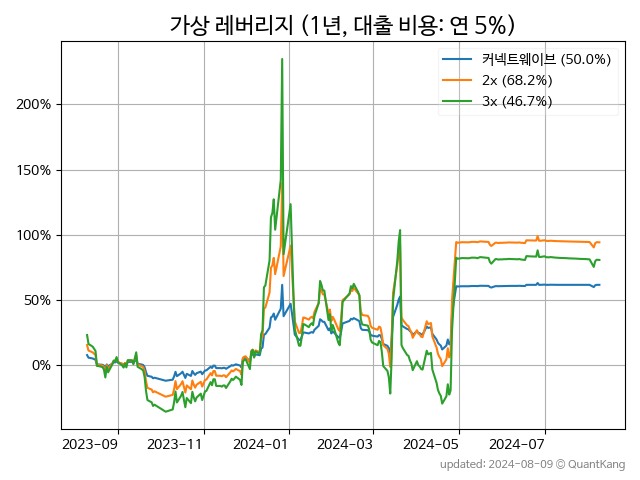 가상 레버리지 (1년, 대출 비용: 연 5%)
커넥트웨이브 (50.0%)
2x (68.2%)
3x (46.7%)
200%
150%
100%
50%
0%
2023-09 2023-11 2024-01 2024-03 2024-05 2024-07
updated: 2024-08-09 © QuantKang